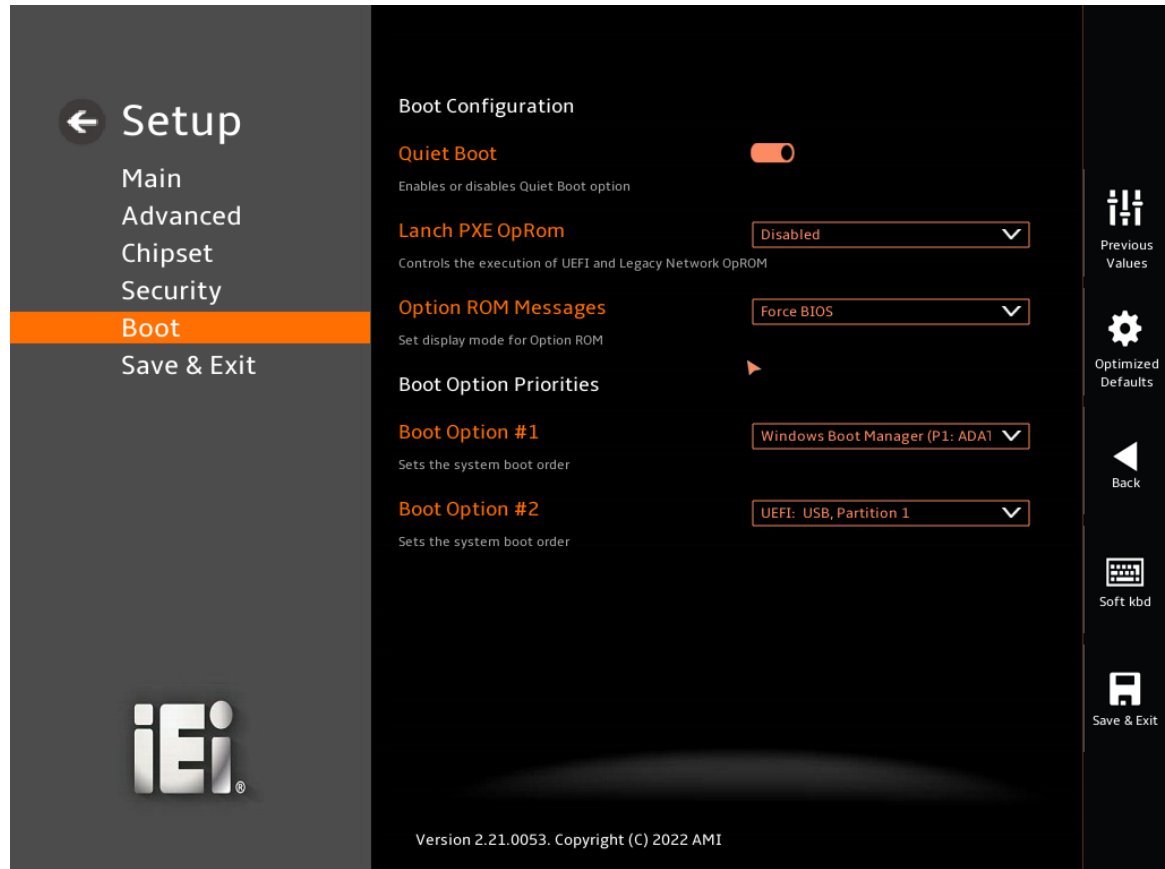 Setup
Main
Advanced
Chipset
Security
Boot
Save & Exit
iEi®
Boot Configuration
Quiet Boot
Enables or disables Quiet Boot option
Lanch PXE OpRom
Disabled
Controls the execution of UEFI and Legacy Network OpROM
Option ROM Messages
Force BIOS
Set display mode for Option ROM
Boot Option Priorities
Boot Option #1
Windows Boot Manager (P1: ADAT
Sets the system boot order
Boot Option #2
UEFI: USB, Partition 1
Sets the system boot order
Version 2.21.0053. Copyright (C) 2022 AMI
Previous
Values
Optimized
Defaults
Back
Soft kbd
Save & Exit